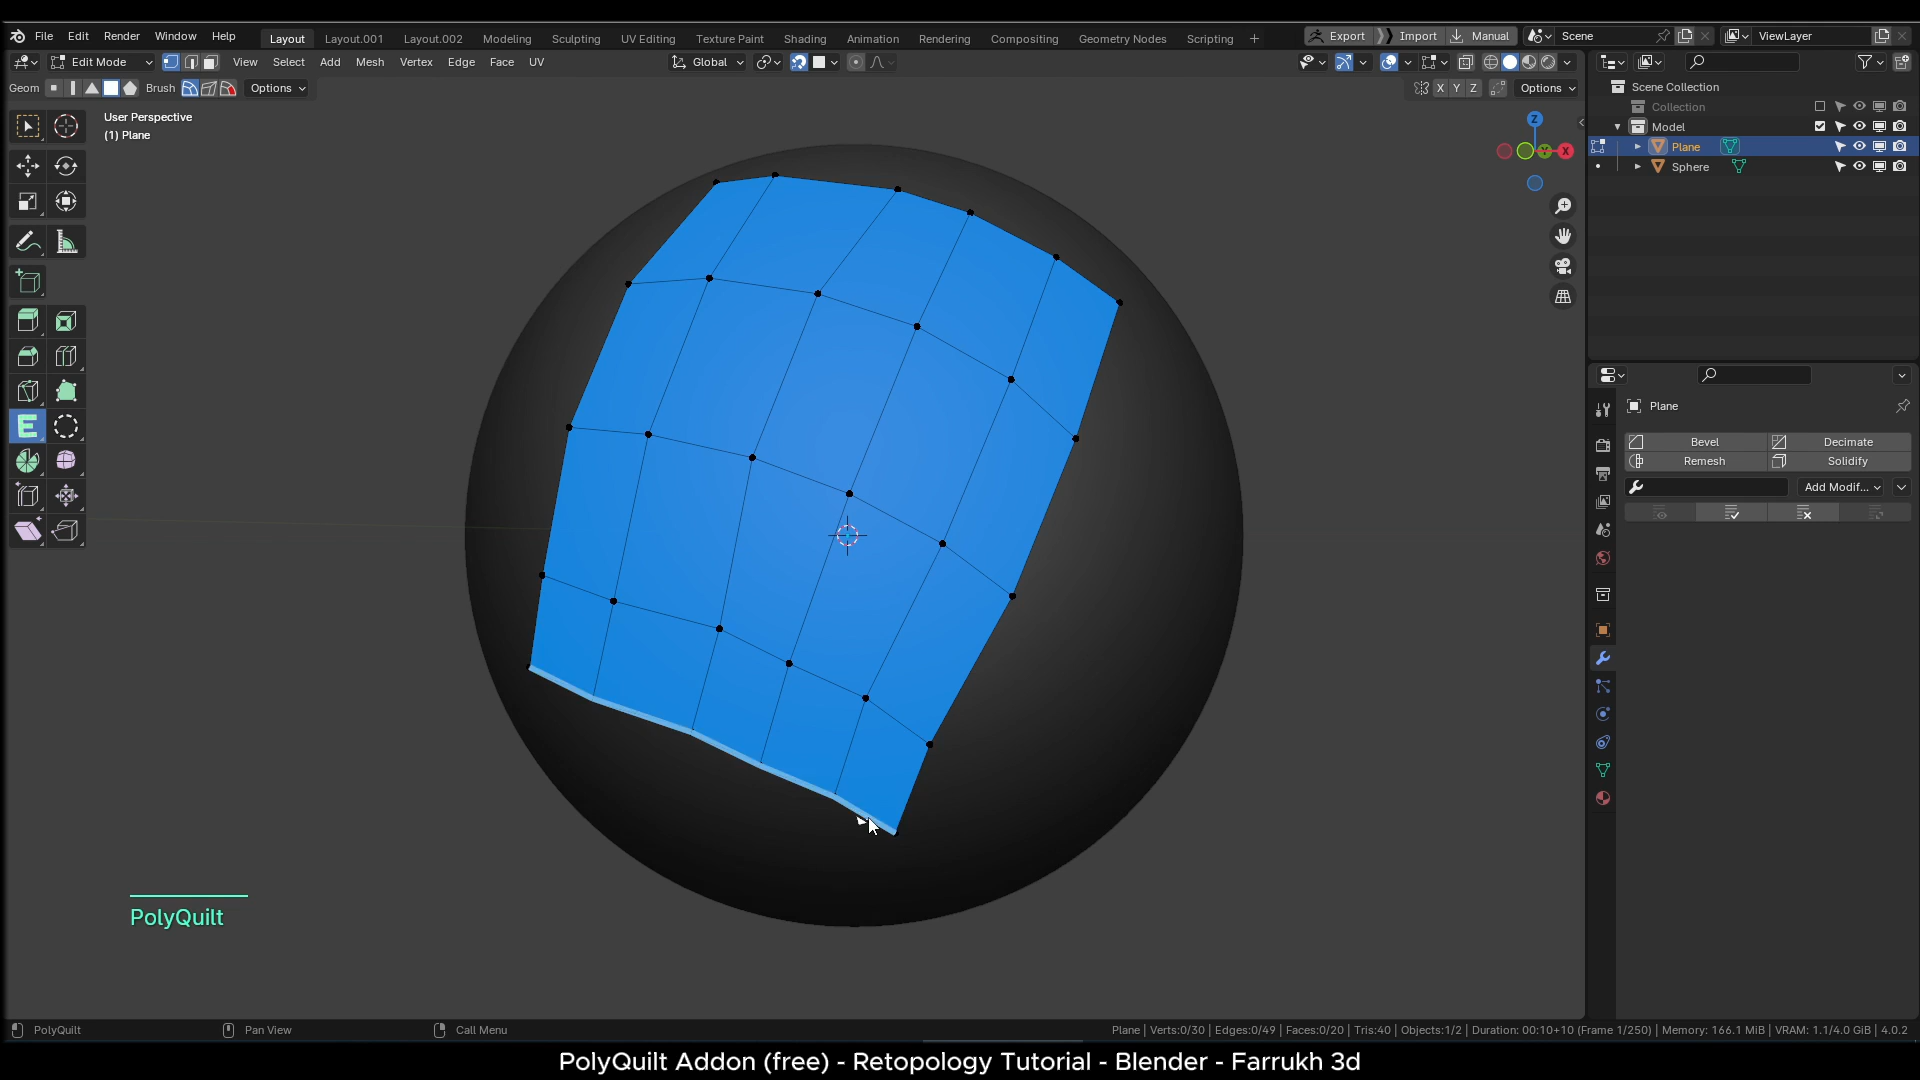 File Edit Render Window Help Layout Layout.001 Layout.002 Modeling Sculpting UV Editing Texture Paint Shading Animation Rendering Compositing Geometry Nodes Scripting + Export Import Manual Scene ViewLayer
Edit Mode View Select Add Mesh Vertex Edge Face UV Global
Geom Brush Options X Y Z Options
Scene Collection
Collection
Model
Plane
Sphere
User Perspective
(1) Plane
Z
Y
X
E
Plane
Bevel Decimate
Remesh Solidify
Add Modif...
PolyQuilt
PolyQuilt Pan View Call Menu Plane | Verts:0/30 | Edges:0/49 | Faces:0/20 | Tris:40 | Objects:1/2 | Duration: 00:10+10 (Frame 1/250) | Memory: 166.1 MiB | VRAM: 1.1/4.0 GiB | 4.0.2
PolyQuilt Addon (free) - Retopology Tutorial - Blender - Farrukh 3d